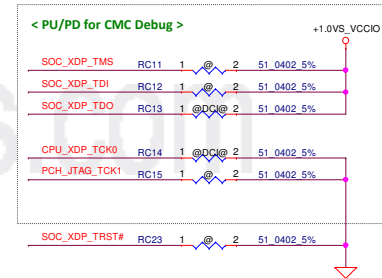 < PU/PD for CMC Debug >
+1.0VS_VCCIO
SOC_XDP_TMS RC11 1 @ 2 51_0402_5%
SOC_XDP_TDI RC12 1 @ 2 51_0402_5%
SOC_XDP_TDO RC13 1 @DCI@ 2 51_0402_5%
CPU_XDP_TCK0 RC14 1 @DCI@ 2 51_0402_5%
PCH_JTAG_TCK1 RC15 1 @ 2 51_0402_5%
SOC_XDP_TRST# RC23 1 @ 2 51_0402_5%